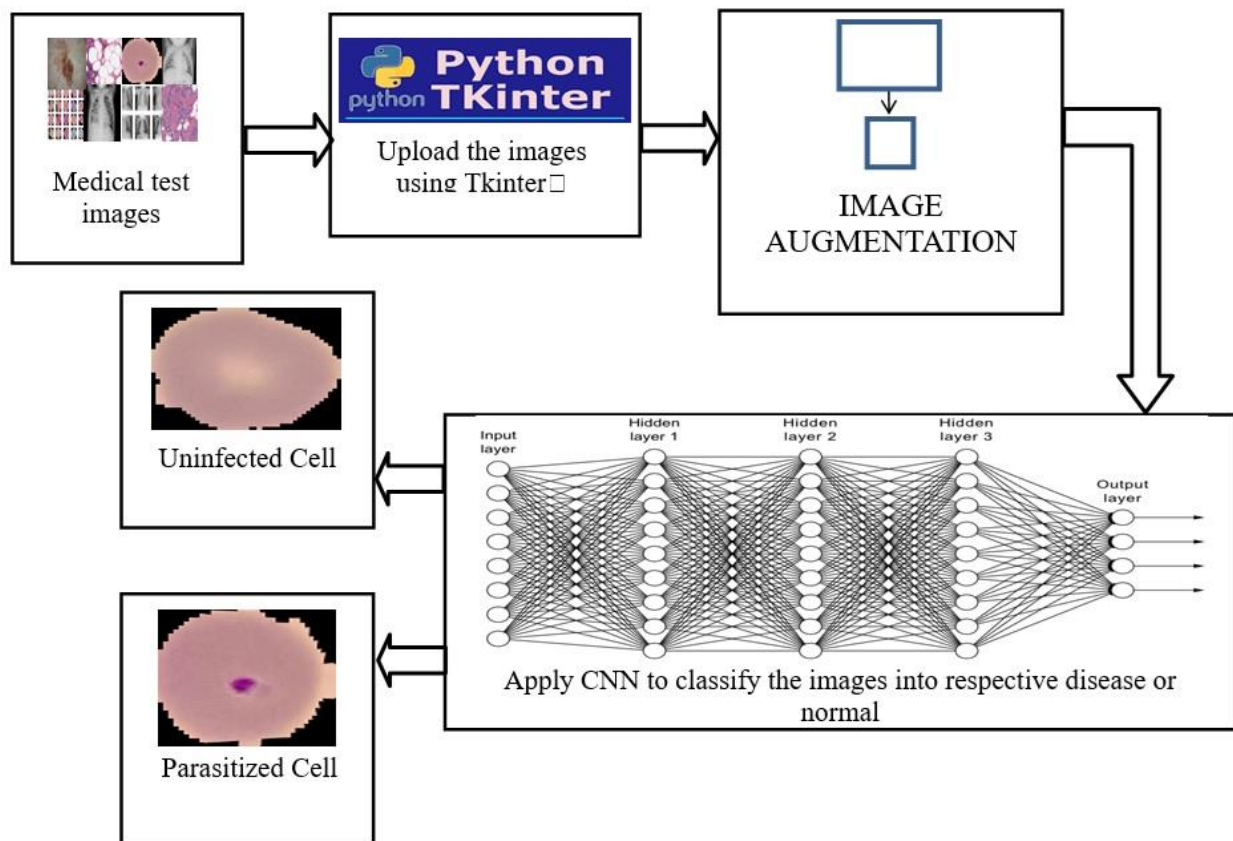 Medical test
images
python
Python
TKinter
Upload the images
using Tkinter□
IMAGE
AUGMENTATION
Uninfected Cell
Parasitized Cell
Input
layer
Hidden
layer 1
Hidden
layer 2
Hidden
layer 3
Output
layer
Apply CNN to classify the images into respective disease or
normal